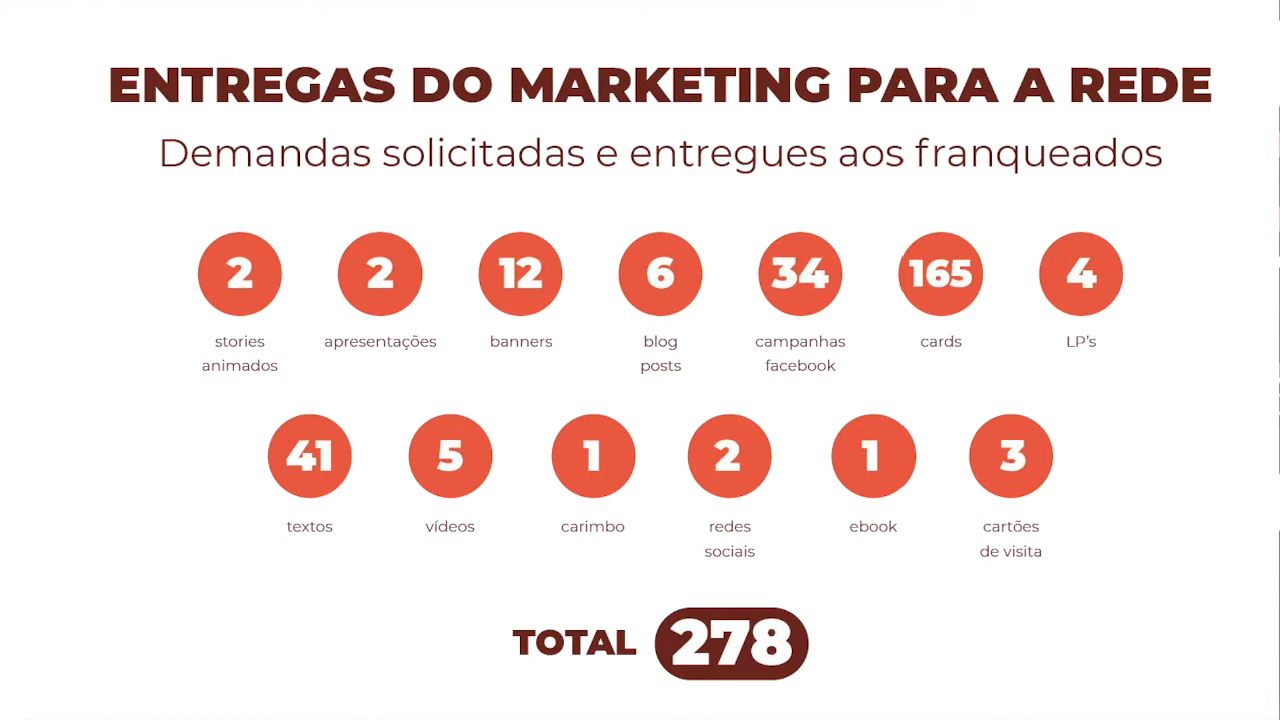 ENTREGAS DO MARKETING PARA A REDE
Demandas solicitadas e entregues aos franqueados
2 2 12 6 34 165 4
stories apresentações banners blog campanhas cards LP's
animados posts facebook
41 5 1 2 1 3
textos vídeos carimbo redes ebook cartões
sociais de visita
TOTAL 278